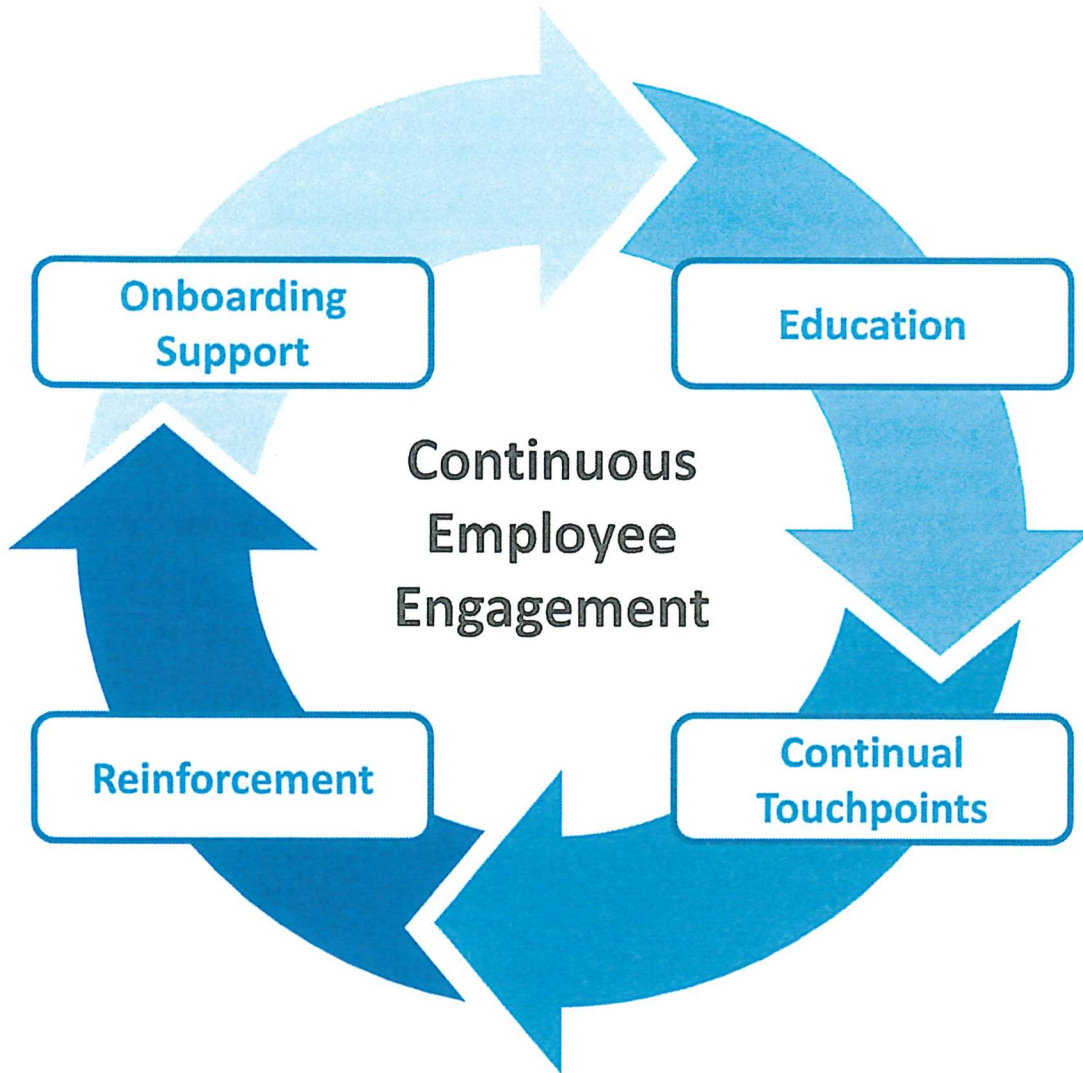 Onboarding
Support
Education
Continuous
Employee
Engagement
Reinforcement
Continual
Touchpoints